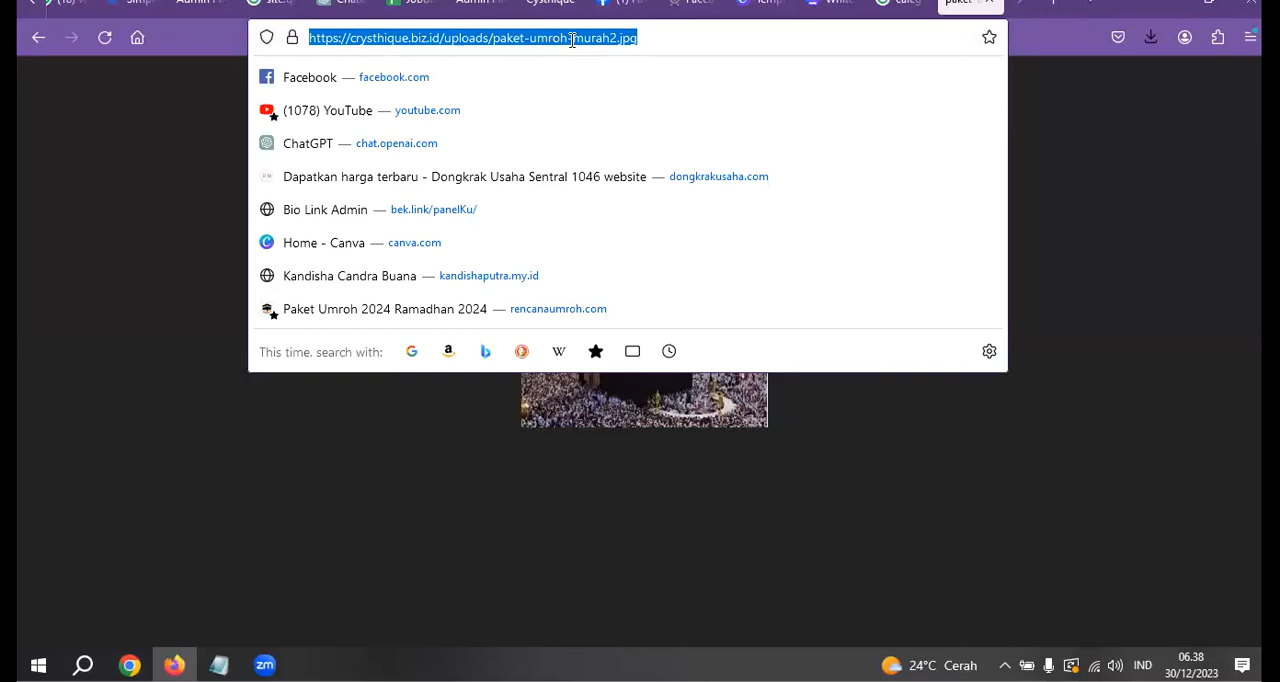 Cysthique
https://crysthique.biz.id/uploads/paket-umroh-murah2.jpg
Facebook — facebook.com
(1078) YouTube — youtube.com
ChatGPT — chat.openai.com
Dapatkan harga terbaru - Dongkrak Usaha Sentral 1046 website — dongkrakusaha.com
Bio Link Admin — bek.link/panelKu/
Home - Canva — canva.com
Kandisha Candra Buana — kandishaputra.my.id
Paket Umroh 2024 Ramadhan 2024 — rencanaumroh.com
This time, search with:
zm
24°C Cerah
IND
06.38
30/12/2023